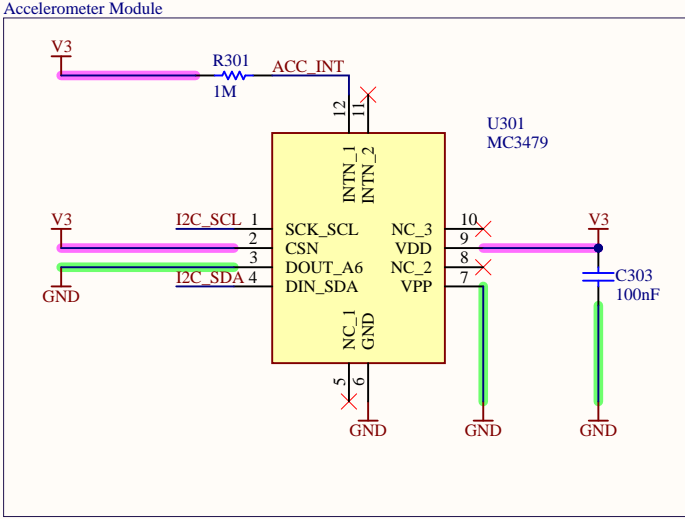 Accelerometer Module
V3
R301
1M
ACC_INT
12
11
INTN_1
INTN_2
U301
MC3479
V3
GND
I2C_SCL
I2C_SDA
1
2
3
4
SCK_SCL
CSN
DOUT_A6
DIN_SDA
NC_3
VDD
NC_2
VPP
10
9
8
7
V3
C303
100nF
NC_1
GND
5
6
GND
GND
GND